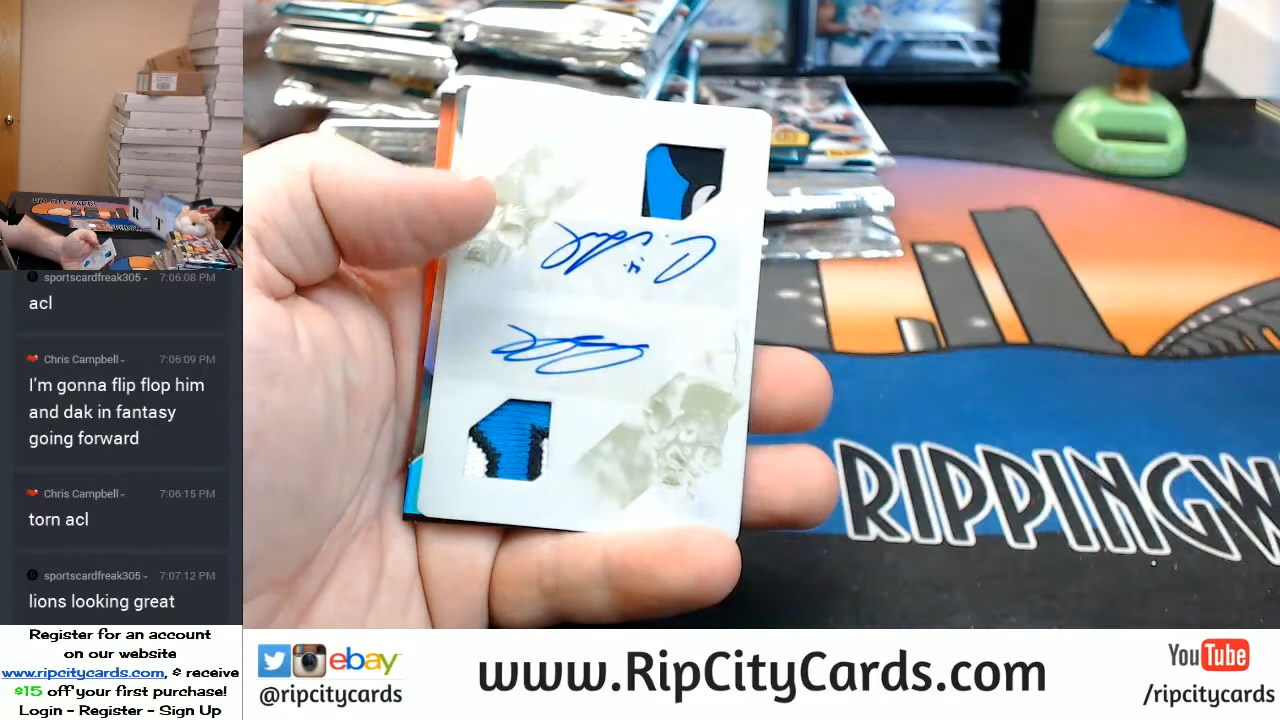 sportscardfreak305 - 7:06:08 PM
acl
Chris Campbell - 7:06:09 PM
I'm gonna flip flop him
and dak in fantasy
going forward
Chris Campbell - 7:06:15 PM
torn acl
sportscardfreak305 - 7:07:12 PM
lions looking great
Register for an account
on our website
www.ripcitycards.com, & receive
$15 off your first purchase!
Login - Register - Sign Up
RIPPINGW
ebay
@ripcitycards
www.RipCityCards.com
YouTube
/ripcitycards